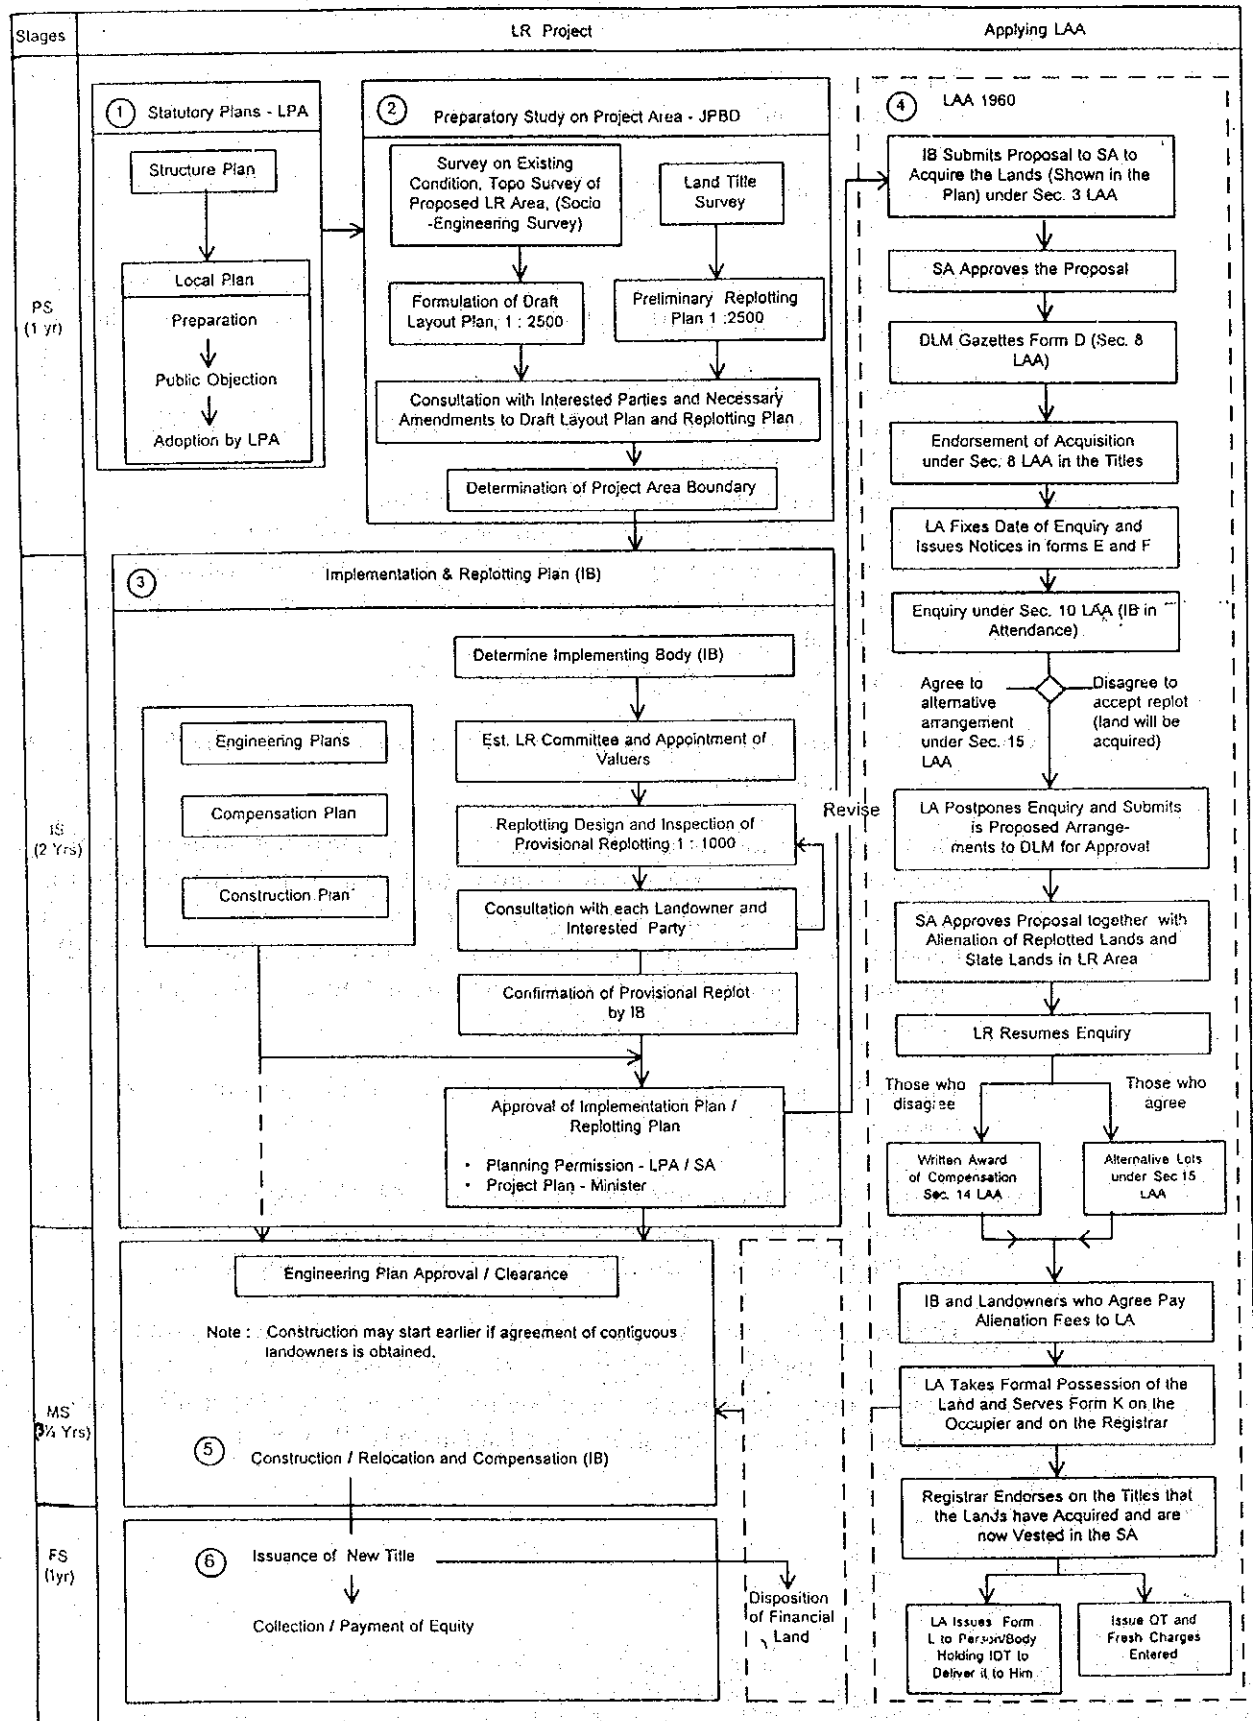 Stages
LR Project
Applying LAA
PS
(1 yr)
IS
(2 Yrs)
MS
Yrs)
FS
(1yr)
1
Statutory Plans - LPA
Structure Plan
Local Plan
Preparation
Public Objection
Adoption by LPA
2
Preparatory Study on Project Area - JPBD
Survey on Existing
Condition, Topo Survey of
Proposed LR Area, (Socio
-Engineering Survey)
Land Title
Survey
Formulation of Draft
Layout Plan, 1 : 2500
Preliminary Replotting
Plan 1 :2500
Consultation with Interested Parties and Necessary
Amendments to Draft Layout Plan and Replotting Plan
Determination of Project Area Boundary
3
Implementation & Replotting Plan (IB)
Determine Implementing Body (IB)
Est. LR Committee and Appointment of
Valuers
Replotting Design and Inspection of
Provisional Replotting 1 : 1000
Consultation with each Landowner and
Interested Party
Confirmation of Provisional Replot
by IB
Engineering Plans
Compensation Plan
Construction Plan
Approval of Implementation Plan /
Replotting Plan
• Planning Permission - LPA / SA
• Project Plan - Minister
Revise
Engineering Plan Approval / Clearance
Note : Construction may start earlier if agreement of contiguous
landowners is obtained.
5
Construction / Relocation and Compensation (IB)
6
Issuance of New Title
Collection / Payment of Equity
Disposition
of Financial
Land
4
LAA 1960
IB Submits Proposal to SA to
Acquire the Lands (Shown in the
Plan) under Sec. 3 LAA
SA Approves the Proposal
DLM Gazettes Form D (Sec. 8
LAA)
Endorsement of Acquisition
under Sec. 8 LAA in the Titles
LA Fixes Date of Enquiry and
Issues Notices in forms E and F
Enquiry under Sec. 10 LAA (IB in
Attendance)
Agree to
alternative
arrangement
under Sec. 15
LAA
Disagree to
accept replot
(land will be
acquired)
LA Postpones Enquiry and Submits
is Proposed Arrange-
ments to DLM for Approval
SA Approves Proposal together with
Alienation of Replotted Lands and
State Lands in LR Area
LR Resumes Enquiry
Those who
disagree
Those who
agree
Written Award
of Compensation
Sec. 14 LAA
Alternative Lots
under Sec 15
LAA
IB and Landowners who Agree Pay
Alienation Fees to LA
LA Takes Formal Possession of the
Land and Serves Form K on the
Occupier and on the Registrar
Registrar Endorses on the Titles that
the Lands have Acquired and are
now Vested in the SA
LA Issues Form
L to Person/Body
Holding IDT to
Deliver it to Him
Issue QT and
Fresh Charges
Entered